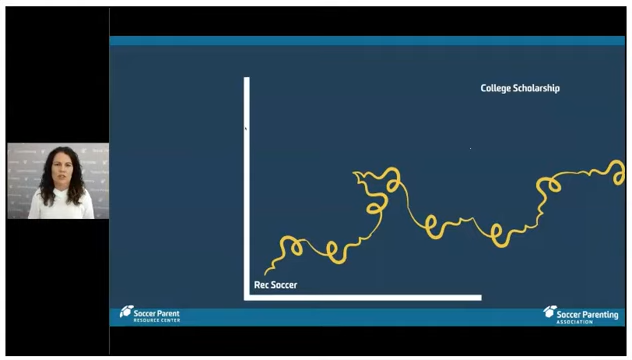 College Scholarship
Rec Soccer
Soccer Parent
RESOURCE CENTER
Soccer Parenting
ASSOCIATION